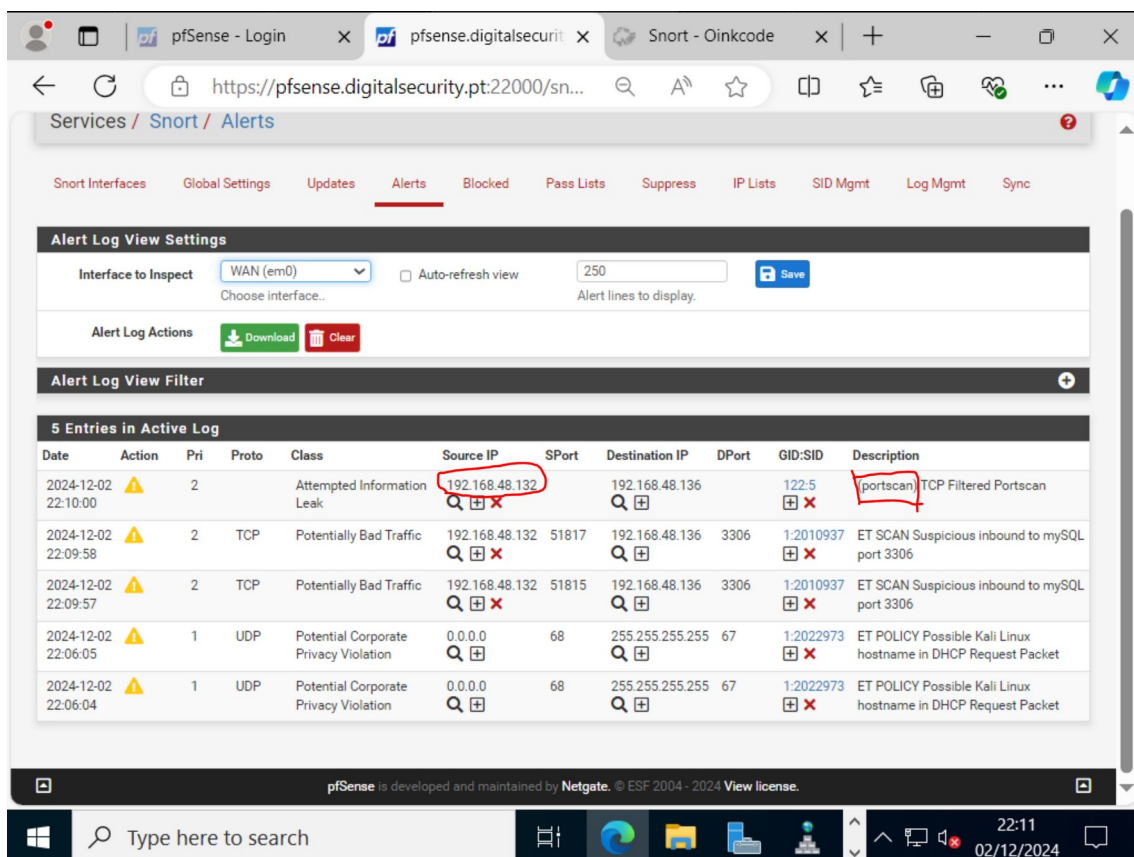 pfSense - Login
pfsense.digitalsecurit
Snort - Oinkcode
https://pfsense.digitalsecurity.pt:22000/sn...
Services / Snort / Alerts
Snort Interfaces Global Settings Updates Alerts Blocked Pass Lists Suppress IP Lists SID Mgmt Log Mgmt Sync
Alert Log View Settings
Interface to Inspect WAN (em0) Auto-refresh view 250 Save
Choose interface.. Alert lines to display.
Alert Log Actions Download Clear
Alert Log View Filter
5 Entries in Active Log
Date Action Pri Proto Class Source IP SPort Destination IP DPort GID:SID Description
2024-12-02 2 Attempted Information 192.168.48.132 192.168.48.136 122:5 (portscan) TCP Filtered Portscan
22:10:00 Leak
2024-12-02 2 TCP Potentially Bad Traffic 192.168.48.132 51817 192.168.48.136 3306 1:2010937 ET SCAN Suspicious inbound to mySQL
22:09:58 port 3306
2024-12-02 2 TCP Potentially Bad Traffic 192.168.48.132 51815 192.168.48.136 3306 1:2010937 ET SCAN Suspicious inbound to mySQL
22:09:57 port 3306
2024-12-02 1 UDP Potential Corporate 0.0.0.0 68 255.255.255.255 67 1:2022973 ET POLICY Possible Kali Linux
22:06:05 Privacy Violation hostname in DHCP Request Packet
2024-12-02 1 UDP Potential Corporate 0.0.0.0 68 255.255.255.255 67 1:2022973 ET POLICY Possible Kali Linux
22:06:04 Privacy Violation hostname in DHCP Request Packet
pfSense is developed and maintained by Netgate. © ESF 2004 - 2024 View license.
Type here to search
22:11
02/12/2024